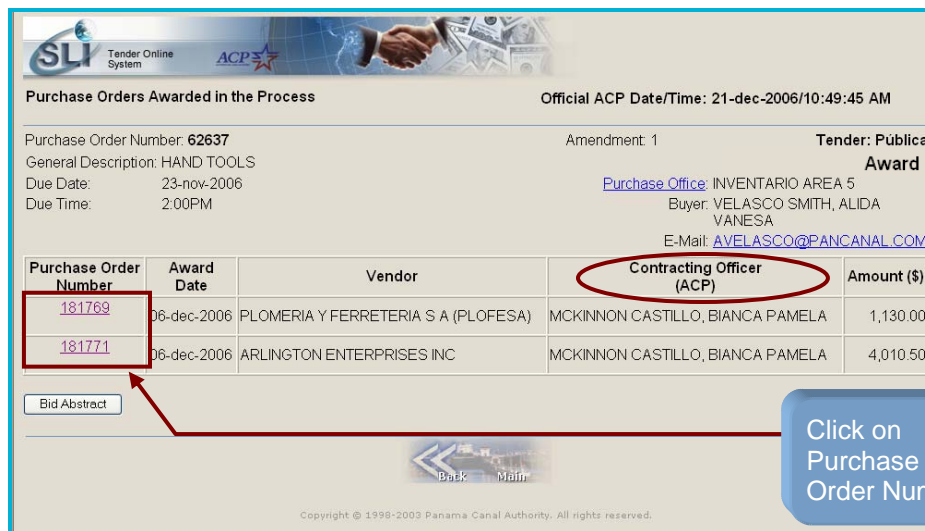 SLI Tender Online
System
ACP
Purchase Orders Awarded in the Process Official ACP Date/Time: 21-dec-2006/10:49:45 AM
Purchase Order Number: 62637 Amendment: 1 Tender: Pública
General Description: HAND TOOLS Award
Due Date: 23-nov-2006 Purchase Office: INVENTARIO AREA 5
Due Time: 2:00PM Buyer: VELASCO SMITH, ALIDA
VANESA
E-Mail: AVELASCO@PANCANAL.COM
Purchase Order Number Award Date Vendor Contracting Officer (ACP) Amount ($)
181769 06-dec-2006 PLOMERIA Y FERRETERIA S A (PLOFESA) MCKINNON CASTILLO, BIANCA PAMELA 1,130.00
181771 06-dec-2006 ARLINGTON ENTERPRISES INC MCKINNON CASTILLO, BIANCA PAMELA 4,010.50
Bid Abstract
Click on
Purchase
Order Num
Back Main
Copyright © 1998-2003 Panama Canal Authority. All rights reserved.